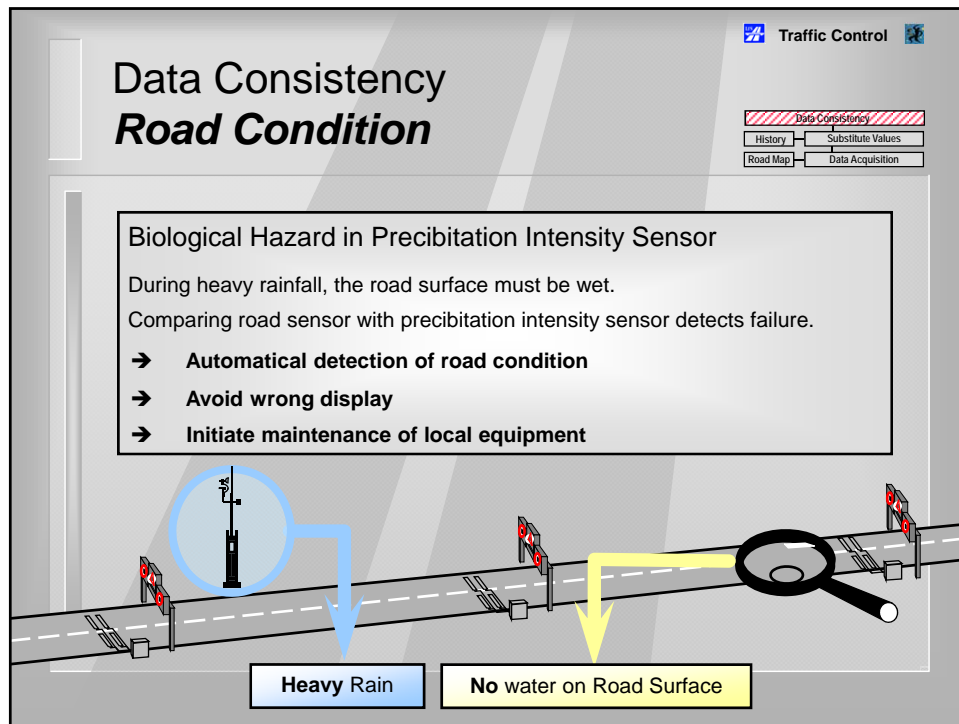 Traffic Control
Data Consistency
Road Condition
Data Consistency
History
Substitute Values
Road Map
Data Acquisition
Biological Hazard in Precibitation Intensity Sensor
During heavy rainfall, the road surface must be wet.
Comparing road sensor with precibitation intensity sensor detects failure.
➔ Automatical detection of road condition
➔ Avoid wrong display
➔ Initiate maintenance of local equipment
Heavy Rain
No water on Road Surface